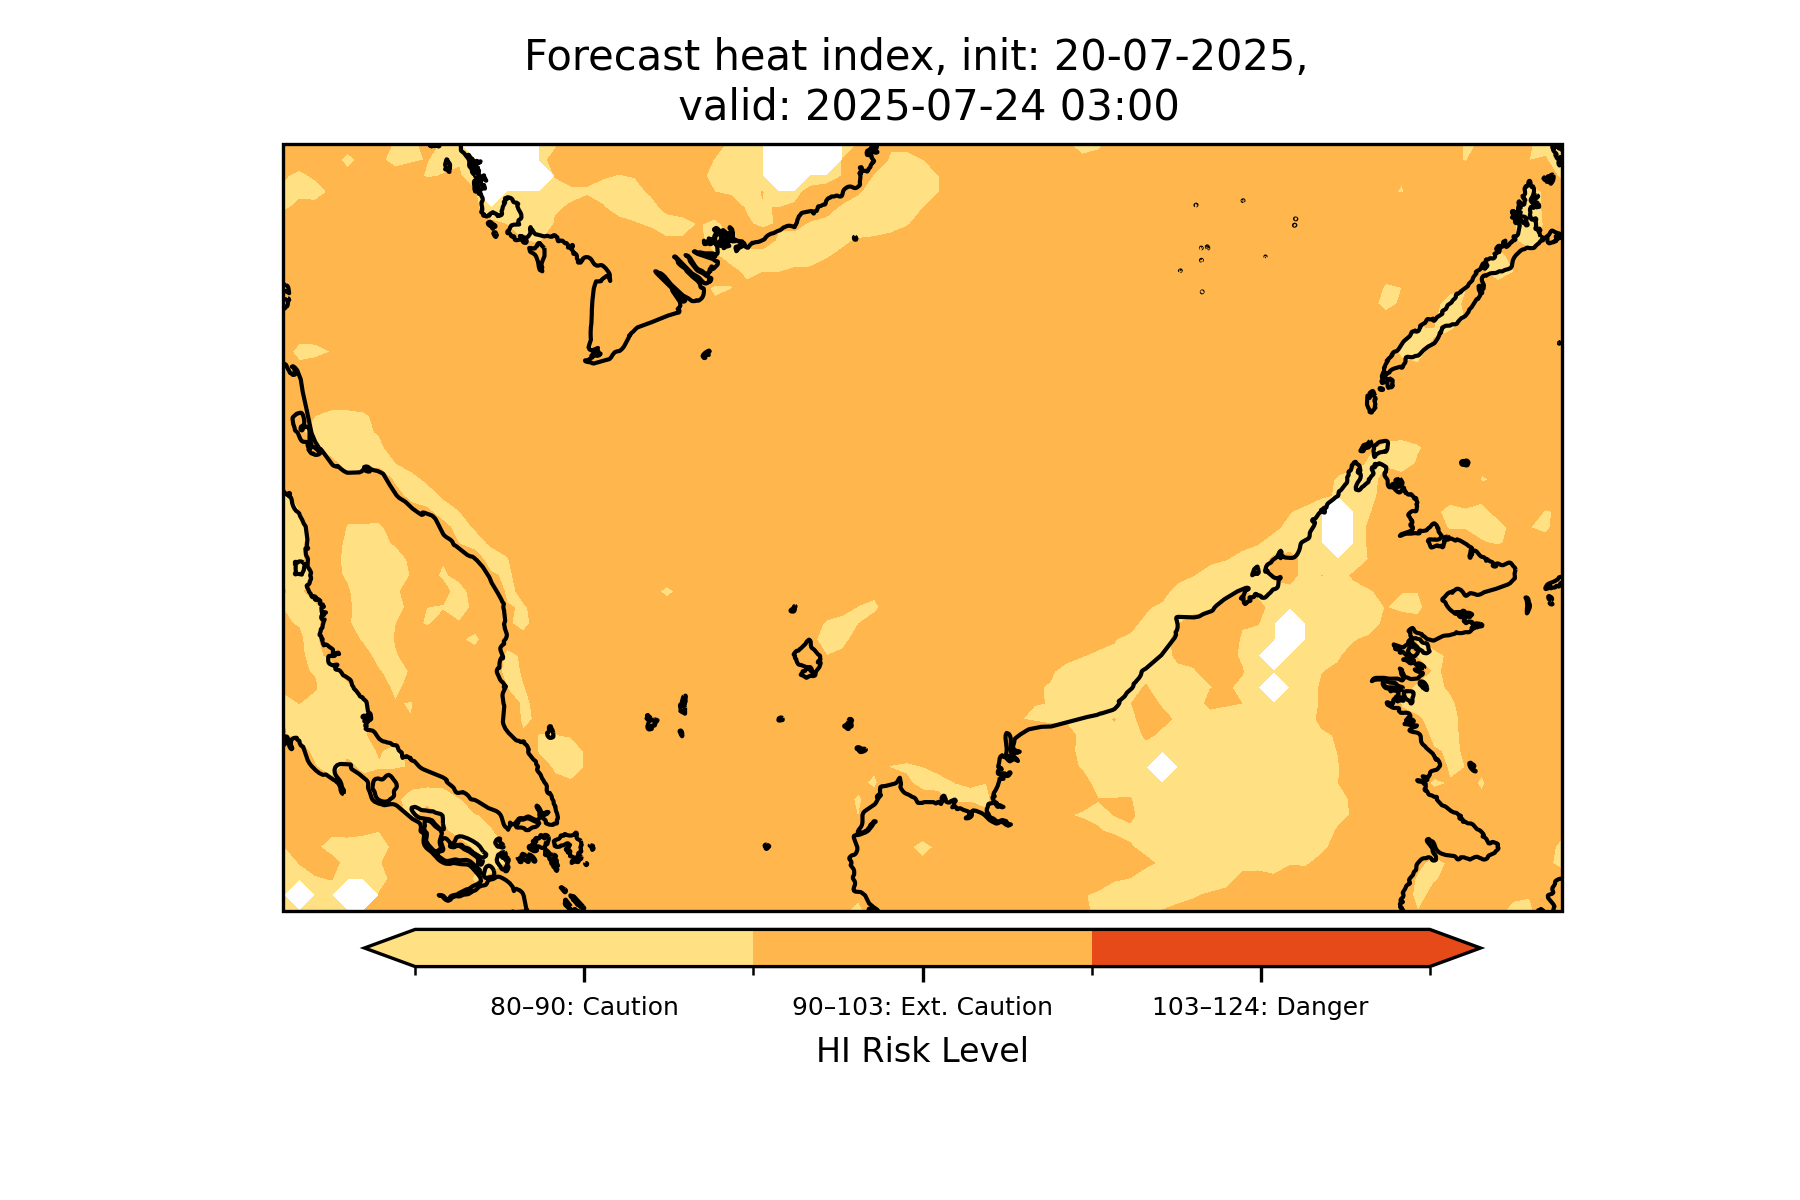 Forecast heat index, init: 20-07-2025,
valid: 2025-07-24 03:00
80–90: Caution
90–103: Ext. Caution
103–124: Danger
HI Risk Level